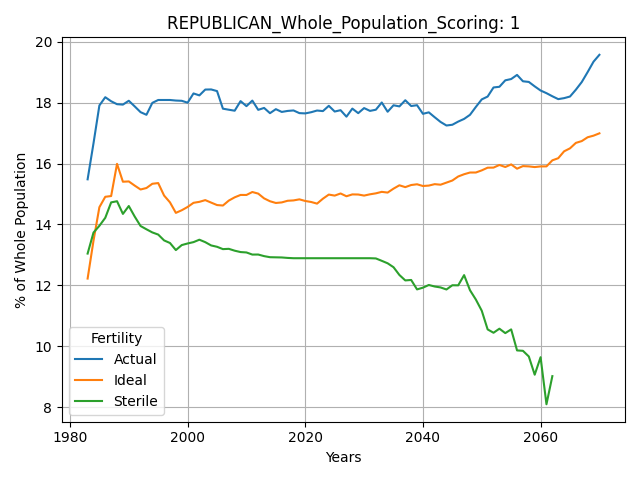 REPUBLICAN_Whole_Population_Scoring: 1
% of Whole Population
20
18
16
14
12
10
8
Fertility
Actual
Ideal
Sterile
1980 2000 2020 2040 2060
Years